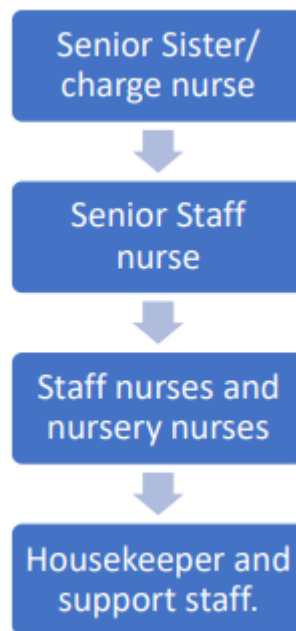 Senior Sister/
charge nurse
Senior Staff
nurse
Staff nurses and
nursery nurses
Housekeeper and
support staff.